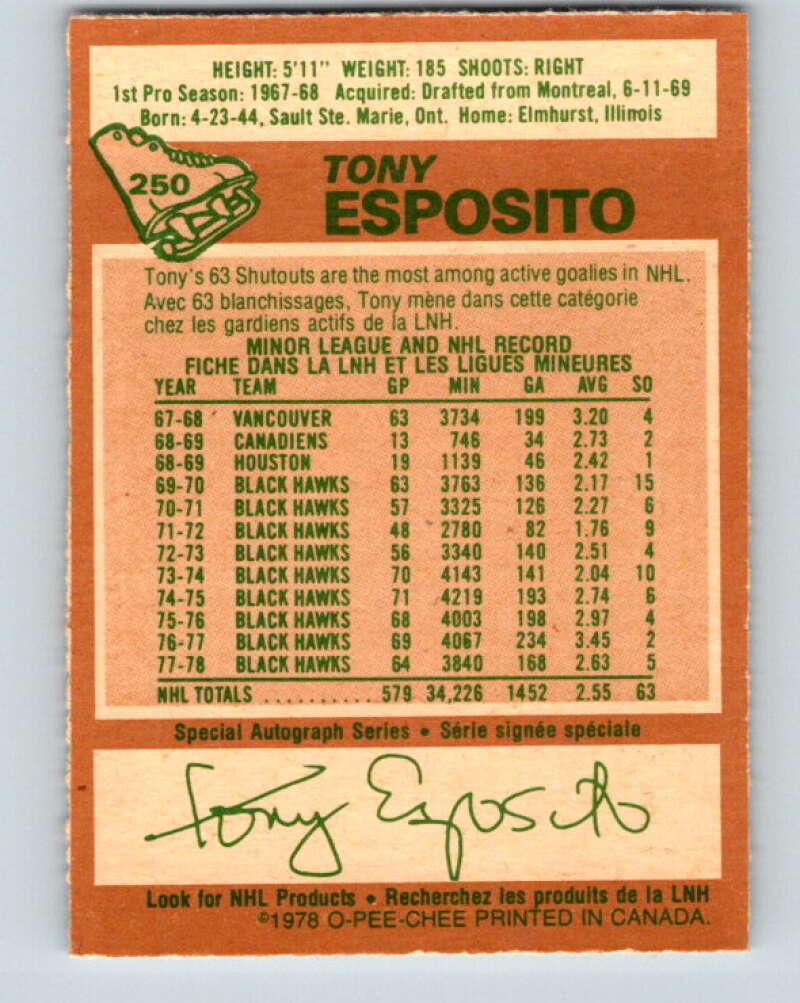 HEIGHT: 5'11" WEIGHT: 185 SHOOTS: RIGHT
1st Pro Season: 1967-68 Acquired: Drafted from Montreal, 6-11-69
Born: 4-23-44, Sault Ste. Marie, Ont. Home: Elmhurst, Illinois
250
TONY
ESPOSITO
Tony's 63 Shutouts are the most among active goalies in NHL.
Avec 63 blanchissages, Tony mène dans cette catégorie
chez les gardiens actifs de la LNH.
MINOR LEAGUE AND NHL RECORD
FICHE DANS LA LNH ET LES LIGUES MINEURES
YEAR TEAM GP MIN GA AVG SO
67-68 VANCOUVER 63 3734 199 3.20 4
68-69 CANADIENS 13 746 34 2.73 2
68-69 HOUSTON 19 1139 46 2.42 1
69-70 BLACK HAWKS 63 3763 136 2.17 15
70-71 BLACK HAWKS 57 3325 126 2.27 6
71-72 BLACK HAWKS 48 2780 82 1.76 9
72-73 BLACK HAWKS 56 3340 140 2.51 4
73-74 BLACK HAWKS 70 4143 141 2.04 10
74-75 BLACK HAWKS 71 4219 193 2.74 6
75-76 BLACK HAWKS 68 4003 198 2.97 4
76-77 BLACK HAWKS 69 4067 234 3.45 2
77-78 BLACK HAWKS 64 3840 168 2.63 5
NHL TOTALS .......... 579 34,226 1452 2.55 63
Special Autograph Series • Série signée spéciale
Tony Esposito
Look for NHL Products • Recherchez les produits de la LNH
©1978 O-PEE-CHEE PRINTED IN CANADA.